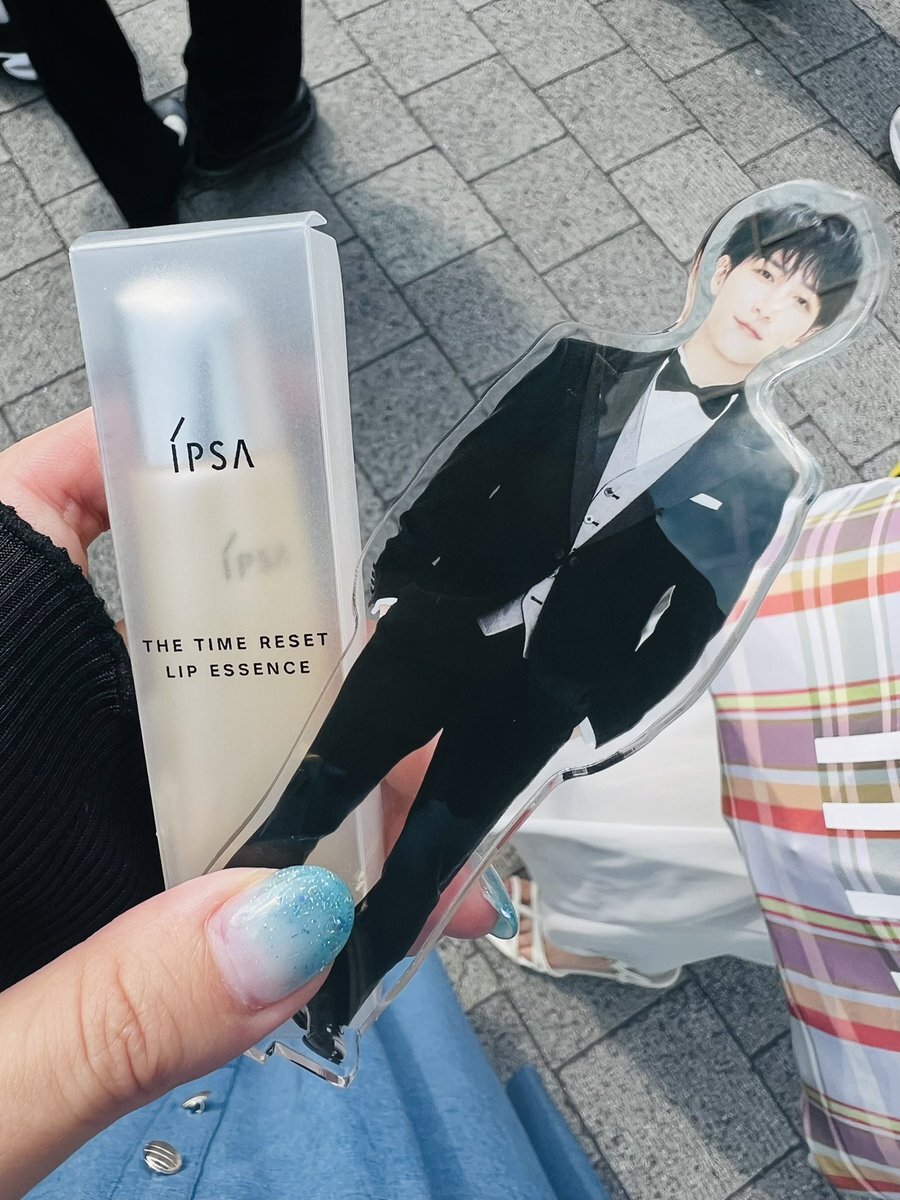 ÍPSA
ípsa
THE TIME RESET
LIP ESSENCE